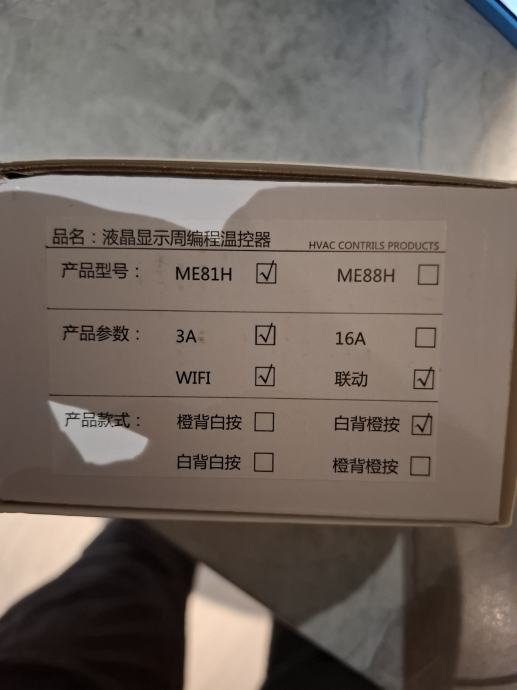 品名：液晶显示周编程温控器 HVAC CONTRILS PRODUCTS
产品型号： ME81H ☑ ME88H ☐
产品参数： 3A ☑ 16A ☐
WIFI ☑ 联动 ☑
产品款式： 橙背白按 ☐ 白背橙按 ☑
白背白按 ☐ 橙背橙按 ☐